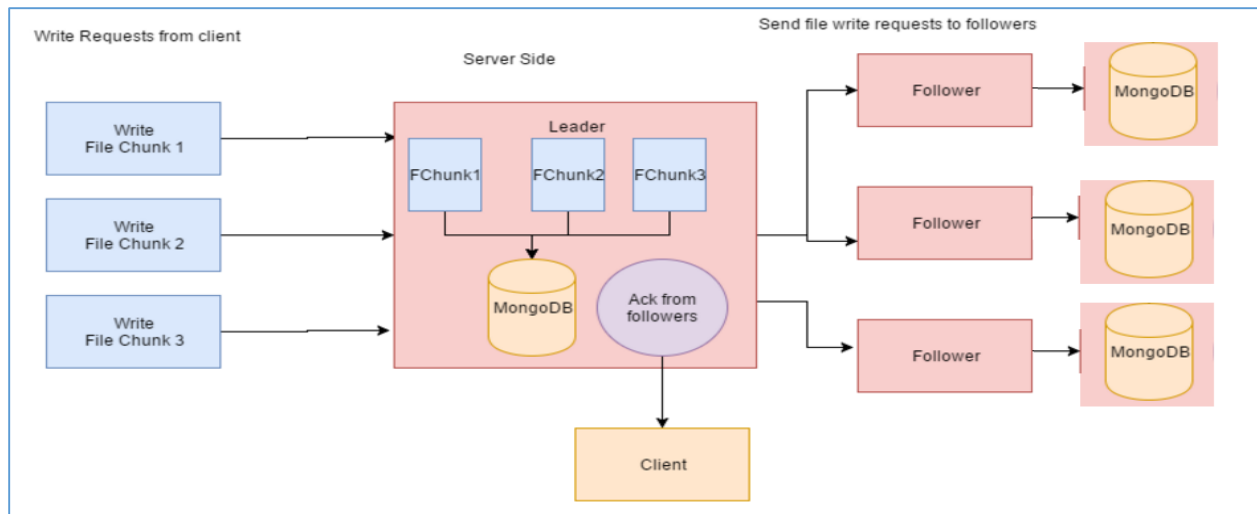 Write Requests from client
Server Side
Send file write requests to followers
Write
File Chunk 1
Write
File Chunk 2
Write
File Chunk 3
Leader
FChunk1
FChunk2
FChunk3
MongoDB
Ack from
followers
Client
Follower
MongoDB
Follower
MongoDB
Follower
MongoDB